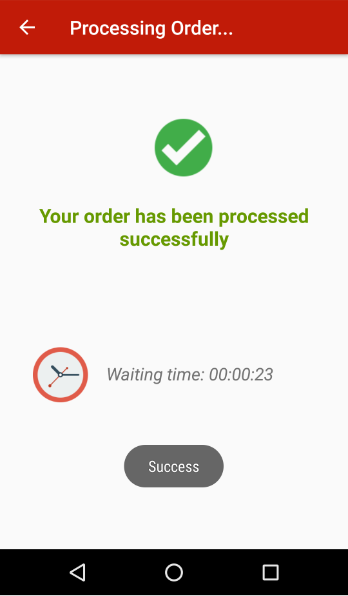 Processing Order...
Your order has been processed
successfully
Waiting time: 00:00:23
Success